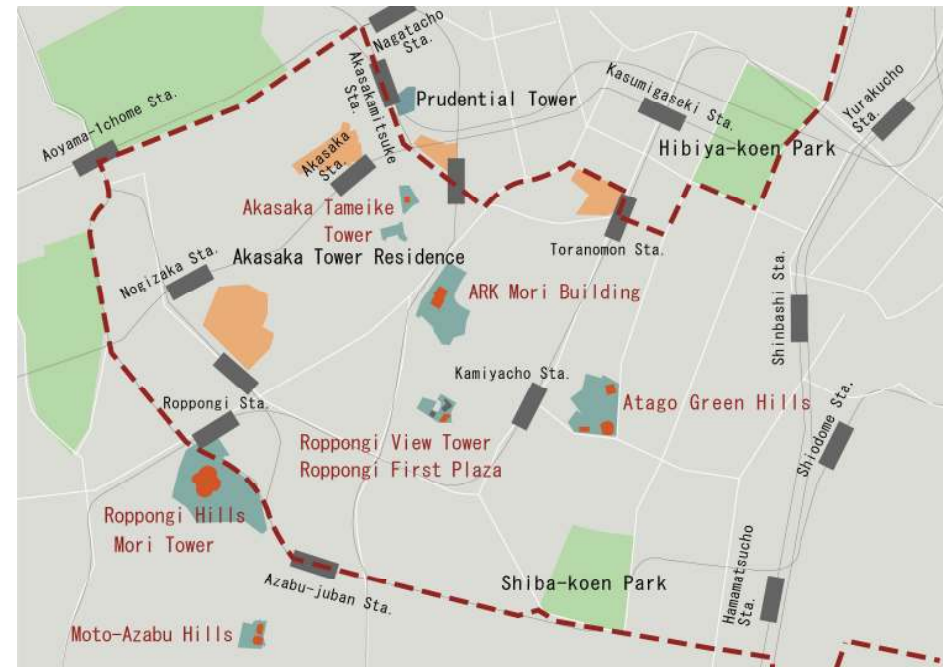 Nagatacho
Sta.
Akasakamitsuke
Sta.
Aoyama-1chome Sta.
Prudential Tower
Kasumigaseki Sta.
Yurakucho
Sta.
Hibiya-koen Park
Akasaka
Sta.
Akasaka Tameike
Tower
Toranomon Sta.
Akasaka Tower Residence
Nogizaka Sta.
ARK Mori Building
Shinbashi Sta.
Kamiyacho Sta.
Roppongi Sta.
Atago Green Hills
Shiodome Sta.
Roppongi View Tower
Roppongi First Plaza
Roppongi Hills
Mori Tower
Azabu-juban Sta.
Shiba-koen Park
Hamamatsucho
Sta.
Moto-Azabu Hills